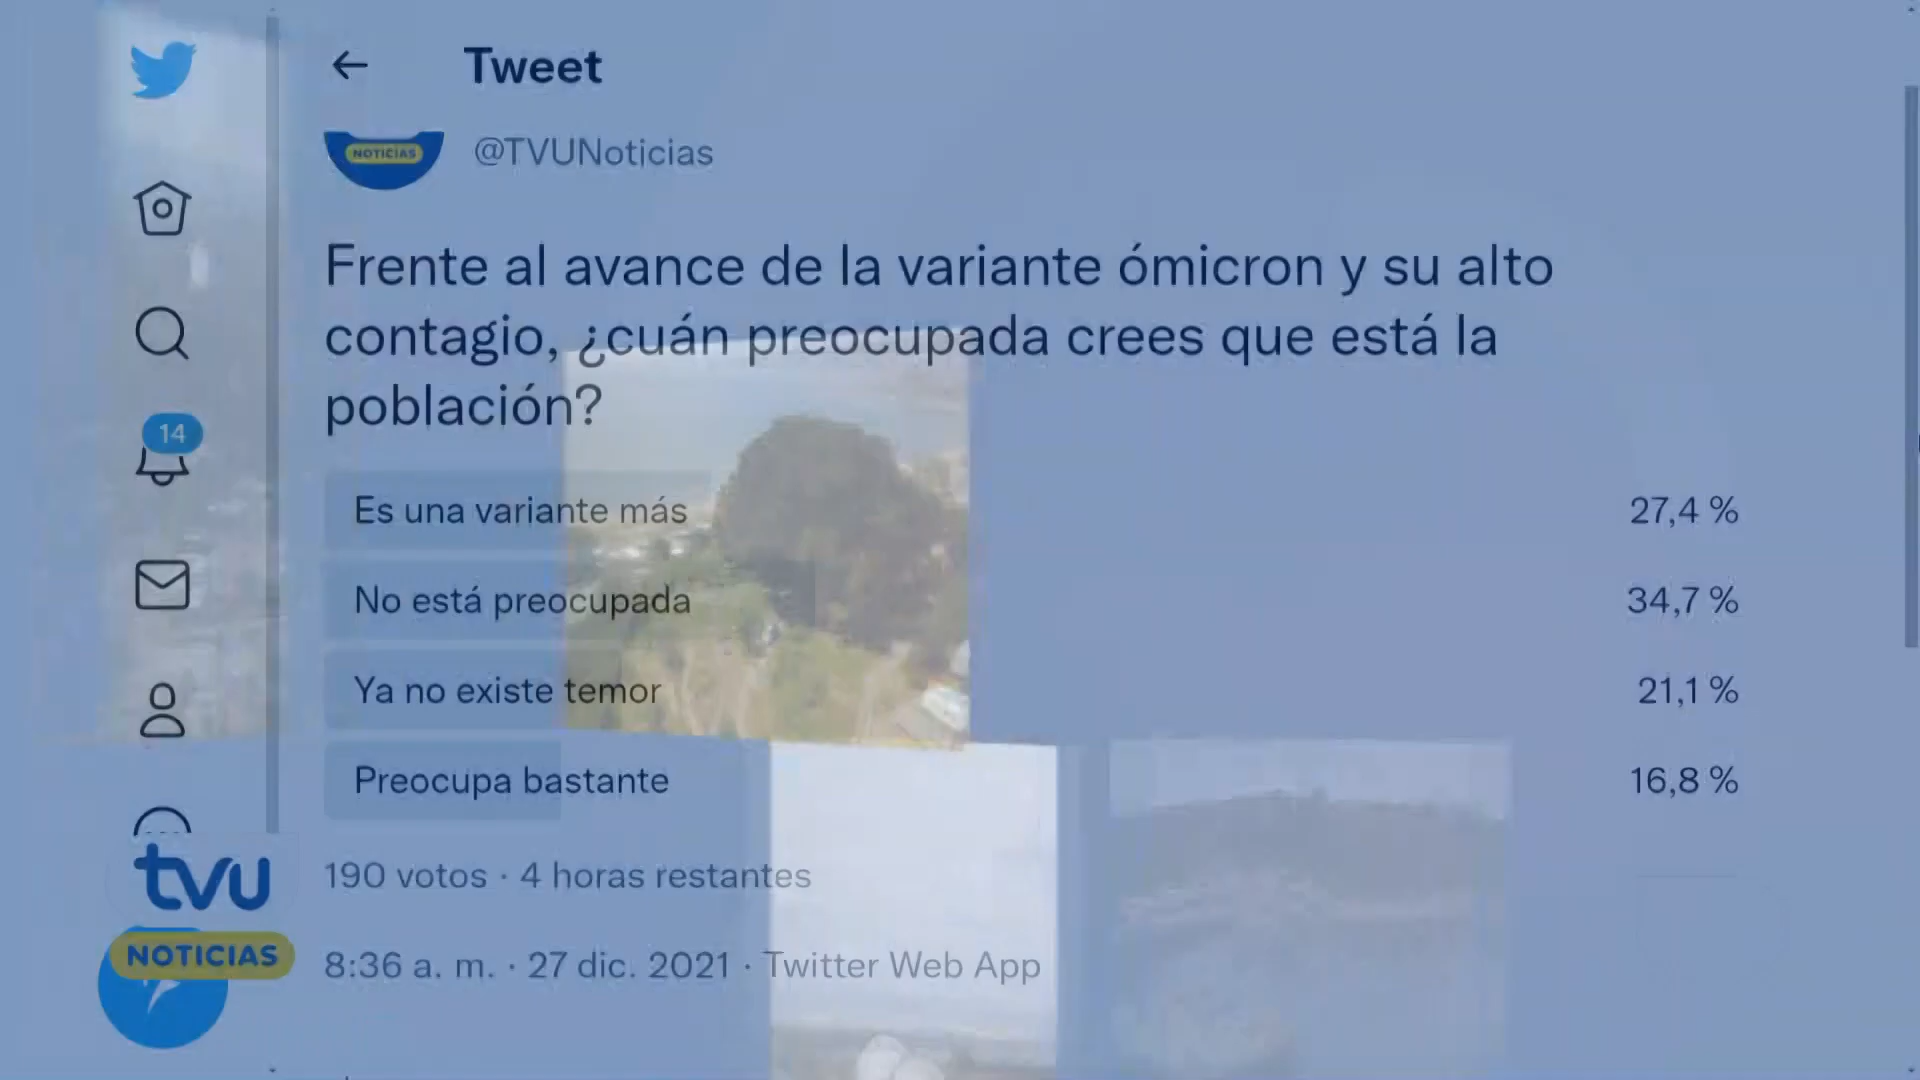 Tweet
NOTICIAS
@TVUNoticias
Frente al avance de la variante ómicron y su alto
contagio, ¿cuán preocupada crees que está la
población?
14
Es una variante más 27,4 %
No está preocupada 34,7 %
Ya no existe temor 21,1 %
Preocupa bastante 16,8 %
190 votos · 4 horas restantes
8:36 a. m. · 27 dic. 2021 · Twitter Web App
tvu
NOTICIAS